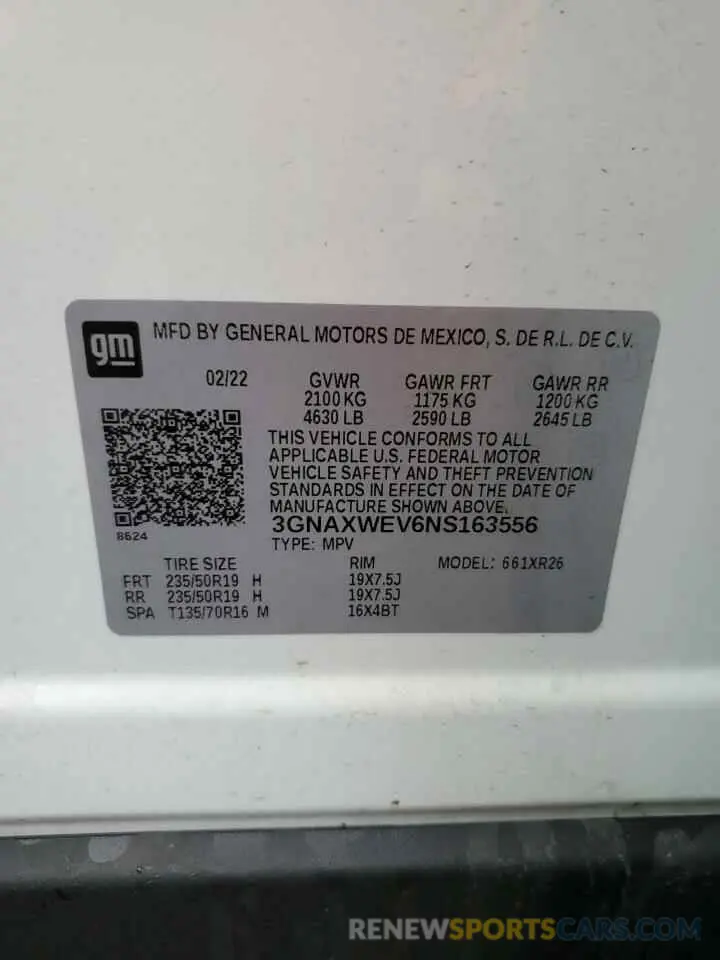 gm MFD BY GENERAL MOTORS DE MEXICO, S. DE R.L. DE C.V.
02/22 GVWR GAWR FRT GAWR RR
2100 KG 1175 KG 1200 KG
4630 LB 2590 LB 2645 LB
THIS VEHICLE CONFORMS TO ALL
APPLICABLE U.S. FEDERAL MOTOR
VEHICLE SAFETY AND THEFT PREVENTION
STANDARDS IN EFFECT ON THE DATE OF
MANUFACTURE SHOWN ABOVE.
3GNAXWEV6NS163556
8624
TYPE: MPV
TIRE SIZE RIM MODEL: 661XR26
FRT 235/50R19 H 19X7.5J
RR 235/50R19 H 19X7.5J
SPA T135/70R16 M 16X4BT
RENEWSPORTSCARS.COM